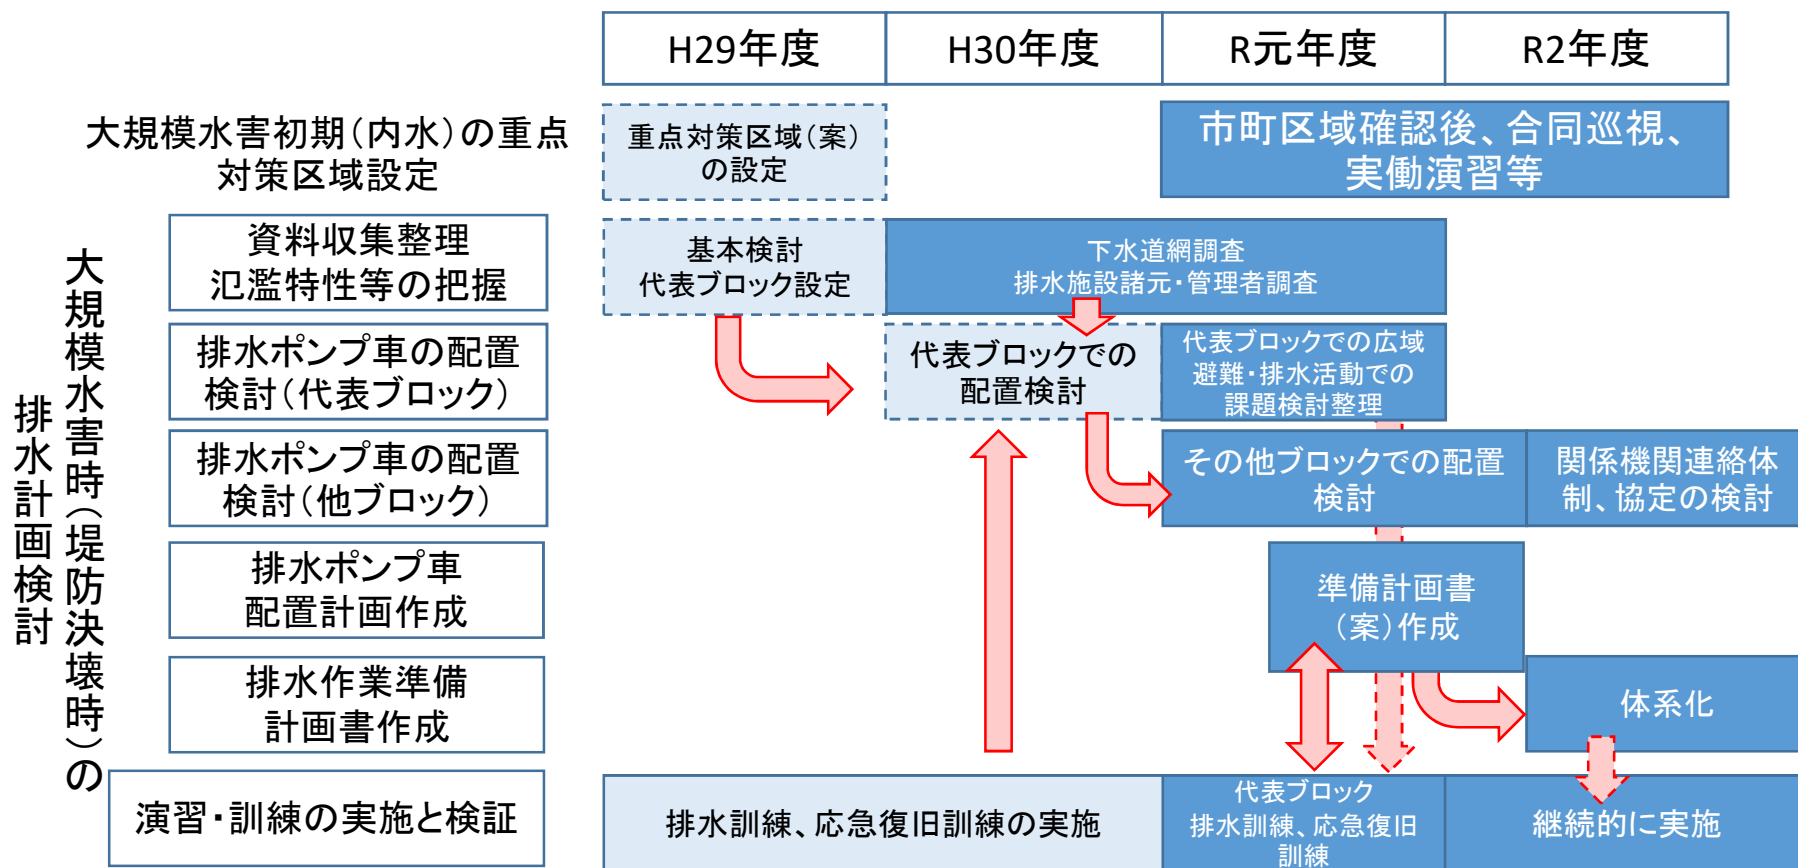 H29年度
H30年度
R元年度
R2年度
大規模水害初期（内水）の重点
対策区域設定
重点対策区域（案）
の設定
市町区域確認後、合同巡視、
実働演習等
大規模水害時（堤防決壊時）の
排水計画検討
資料収集整理
氾濫特性等の把握
基本検討
代表ブロック設定
下水道網調査
排水施設諸元・管理者調査
排水ポンプ車の配置
検討（代表ブロック）
代表ブロックでの
配置検討
代表ブロックでの広域
避難・排水活動での
課題検討整理
排水ポンプ車の配置
検討（他ブロック）
その他ブロックでの配置
検討
関係機関連絡体
制、協定の検討
排水ポンプ車
配置計画作成
準備計画書
（案）作成
排水作業準備
計画書作成
体系化
演習・訓練の実施と検証
排水訓練、応急復旧訓練の実施
代表ブロック
排水訓練、応急復旧
訓練
継続的に実施